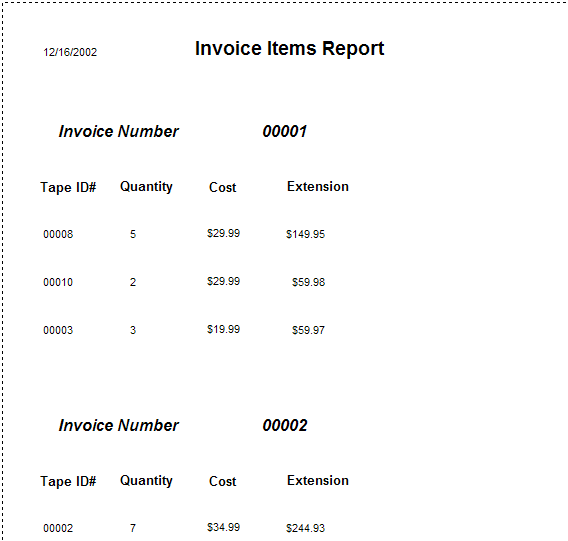 12/16/2002 Invoice Items Report
Invoice Number 00001
Tape ID# Quantity Cost Extension
00008 5 $29.99 $149.95
00010 2 $29.99 $59.98
00003 3 $19.99 $59.97
Invoice Number 00002
Tape ID# Quantity Cost Extension
00002 7 $34.99 $244.93